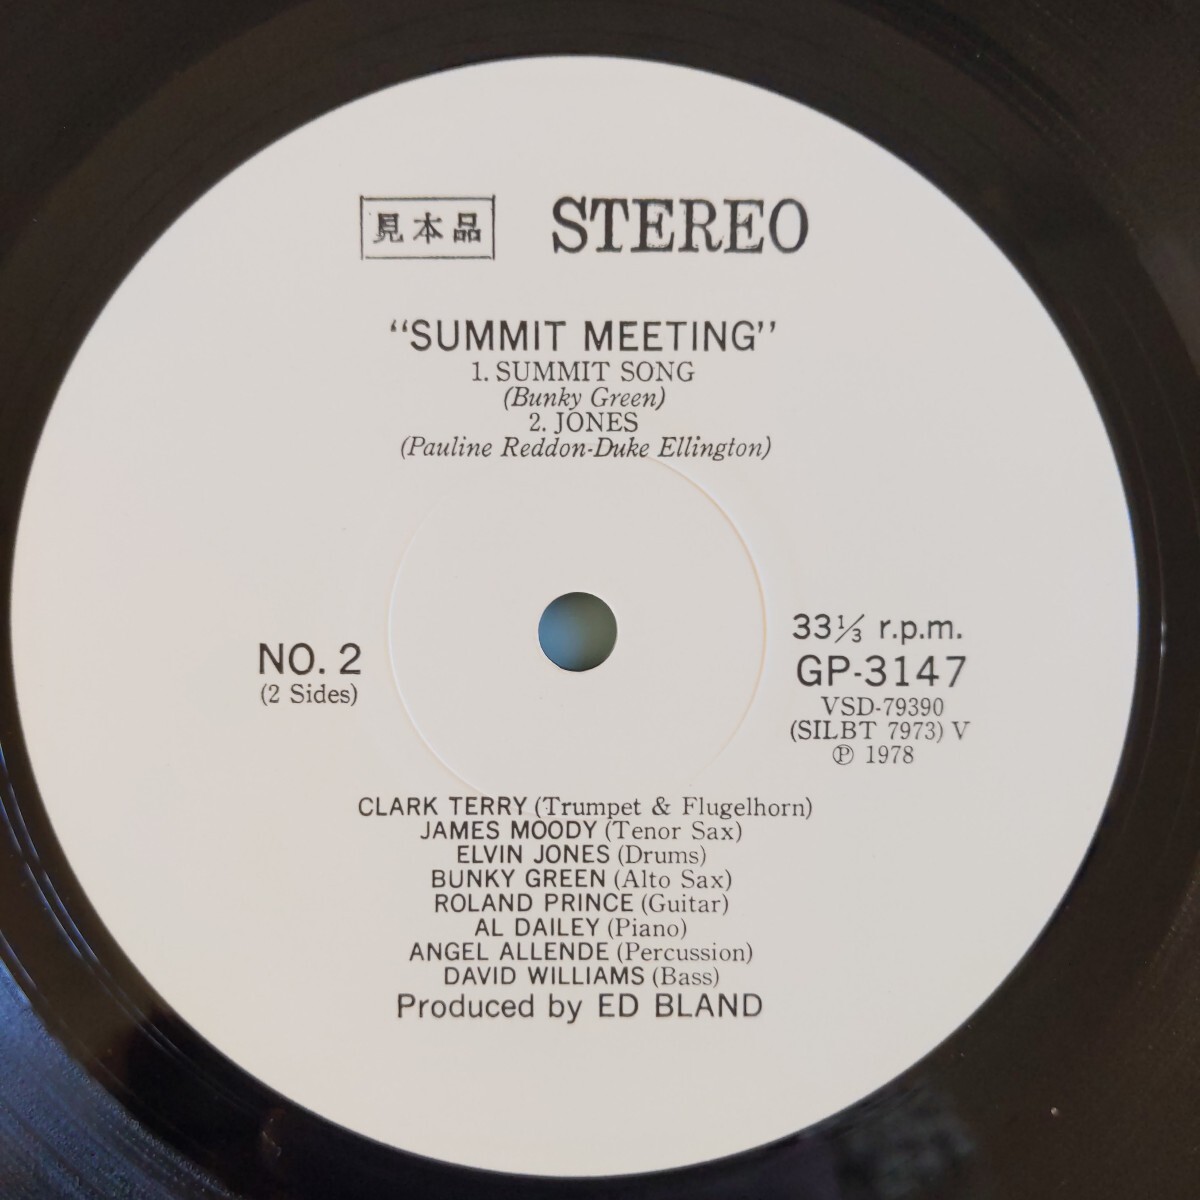 見本品 STEREO
"SUMMIT MEETING"
1. SUMMIT SONG
(Bunky Green)
2. JONES
(Pauline Reddon-Duke Ellington)
NO. 2
(2 Sides)
33⅓ r.p.m.
GP-3147
VSD-79390
(SILBT 7973) V
℗ 1978
CLARK TERRY (Trumpet & Flugelhorn)
JAMES MOODY (Tenor Sax)
ELVIN JONES (Drums)
BUNKY GREEN (Alto Sax)
ROLAND PRINCE (Guitar)
AL DAILEY (Piano)
ANGEL ALLENDE (Percussion)
DAVID WILLIAMS (Bass)
Produced by ED BLAND